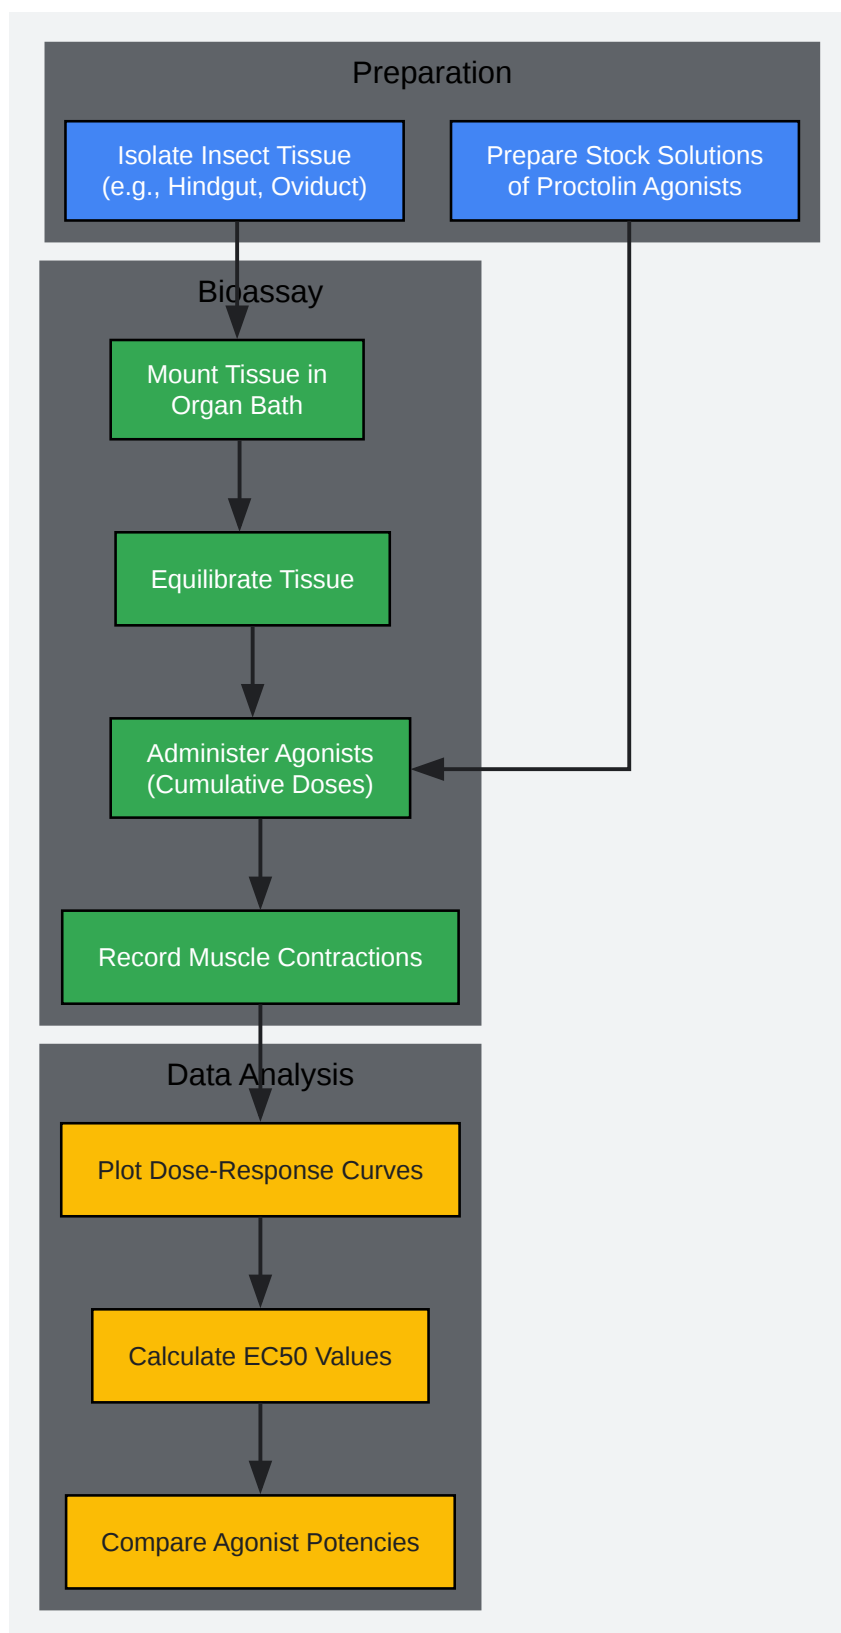 Preparation
Isolate Insect Tissue
(e.g., Hindgut, Oviduct)
Prepare Stock Solutions
of Proctolin Agonists
Bioassay
Mount Tissue in
Organ Bath
Equilibrate Tissue
Administer Agonists
(Cumulative Doses)
Record Muscle Contractions
Data Analysis
Plot Dose-Response Curves
Calculate EC50 Values
Compare Agonist Potencies